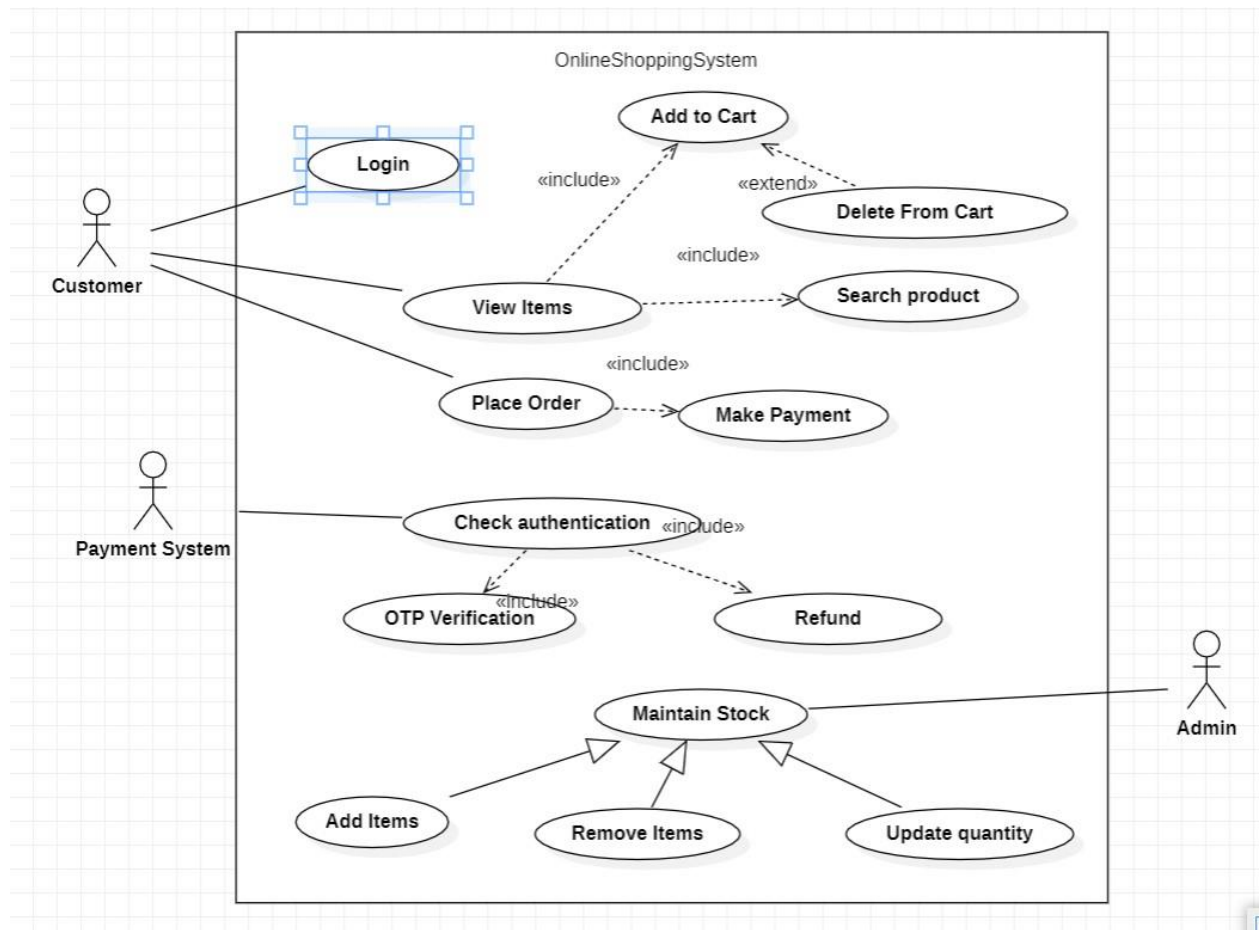 OnlineShoppingSystem
Add to Cart
Login
«include»
«extend»
Delete From Cart
Customer
«include»
View Items
Search product
«include»
Place Order
Make Payment
Payment System
Check authentication
«include»
«include»
OTP Verification
Refund
Maintain Stock
Admin
Add Items
Remove Items
Update quantity